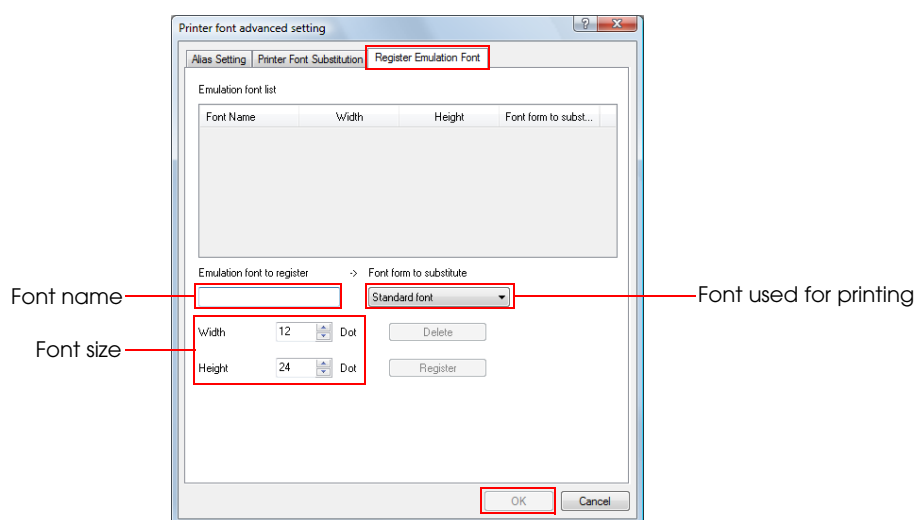 Printer font advanced setting
Alias Setting Printer Font Substitution Register Emulation Font
Emulation font list
Font Name Width Height Font form to subst...
Emulation font to register -> Font form to substitute
Font name Standard font Font used for printing
Width 12 Dot Delete
Font size
Height 24 Dot Register
OK Cancel